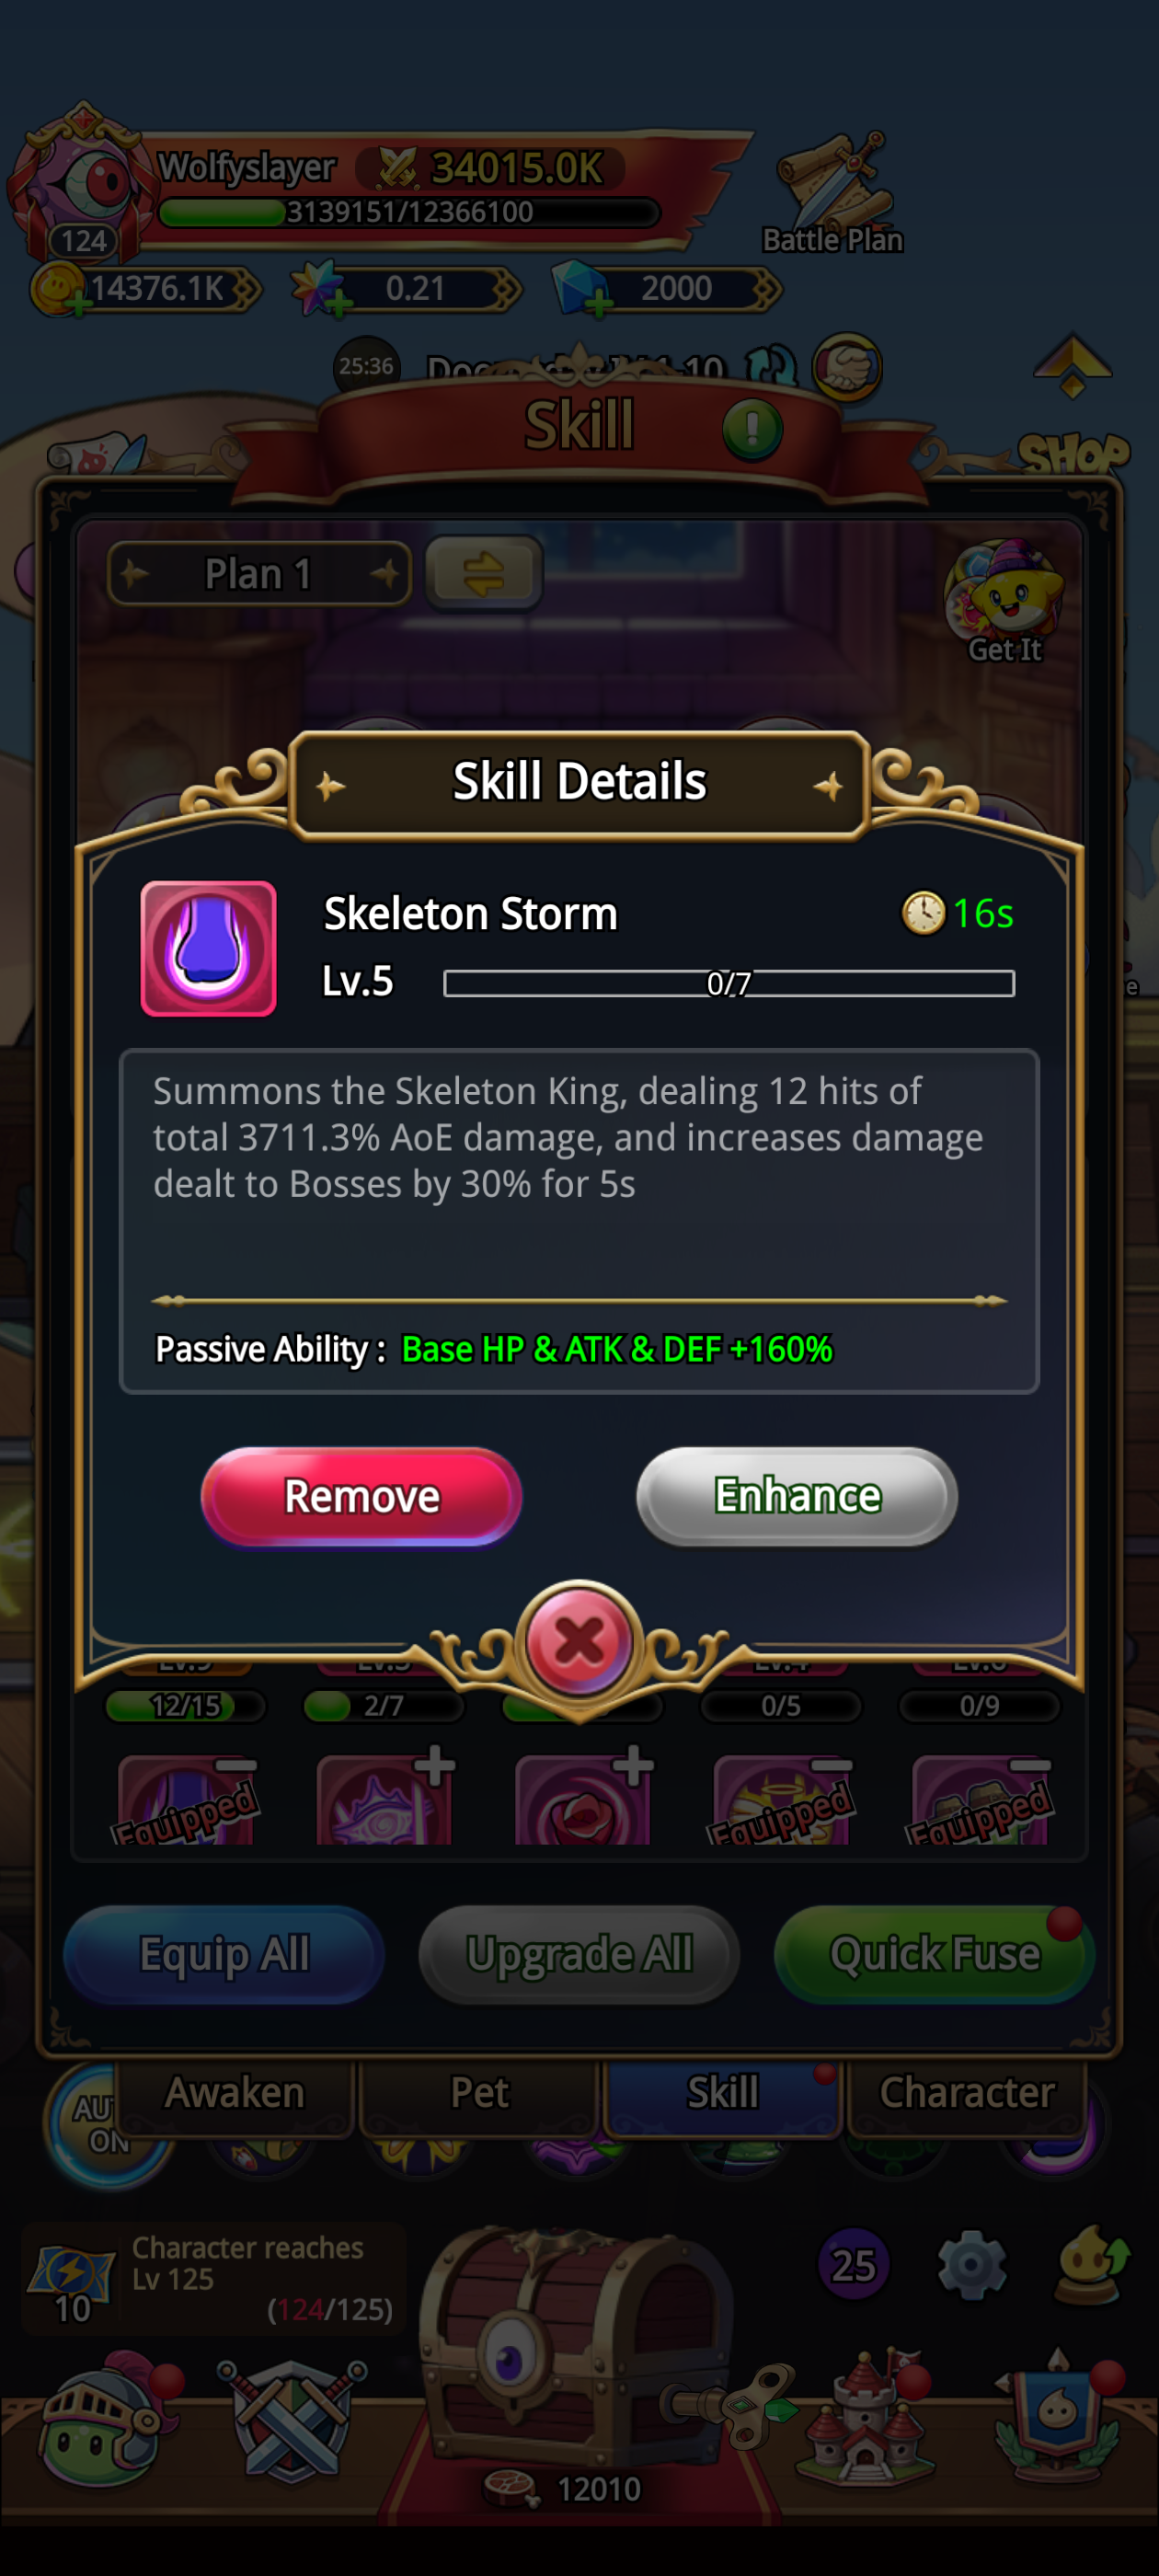 Wolfyslayer
34015.0K
3139151/12366100
124
Battle Plan
14376.1K
0.21
2000
25:36
-10
Skill
SHOP
Plan 1
Get It
Skill Details
Skeleton Storm
16s
Lv.5
0/7
Summons the Skeleton King, dealing 12 hits of
total 3711.3% AoE damage, and increases damage
dealt to Bosses by 30% for 5s
Passive Ability : Base HP & ATK & DEF +160%
Remove
Enhance
12/15
2/7
0/5
0/9
Equipped
Equipped
Equipped
Equip All
Upgrade All
Quick Fuse
Awaken
Pet
Skill
Character
ON
Character reaches
Lv 125
(124/125)
10
25
12010